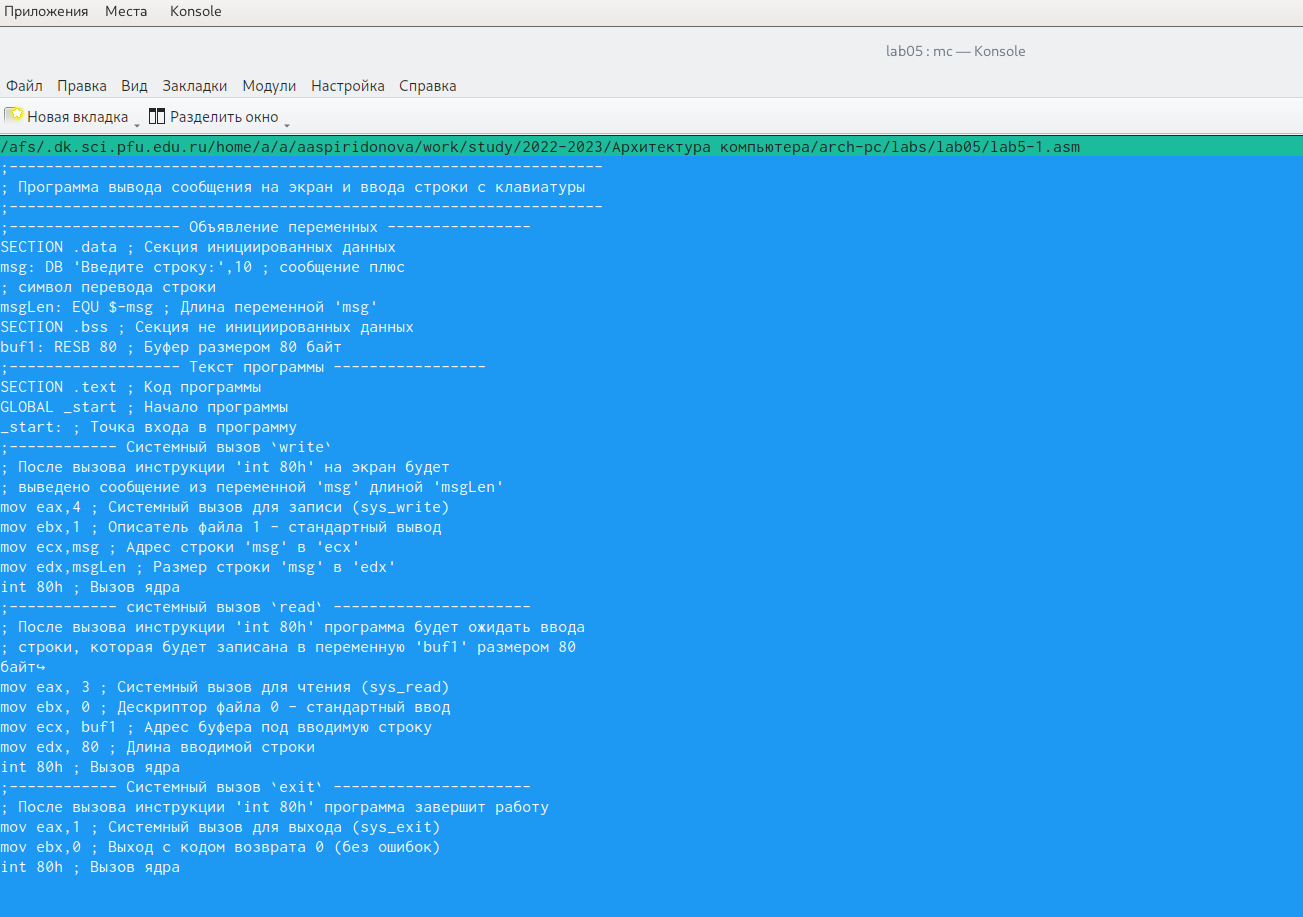 Приложения Места Konsole
lab05 : mc — Konsole
Файл Правка Вид Закладки Модули Настройка Справка
Новая вкладка Разделить окно
/afs/.dk.sci.pfu.edu.ru/home/a/a/aaspiridonova/work/study/2022-2023/Архитектура компьютера/arch-pc/labs/lab05/lab5-1.asm
;------------------------------------------------------------------
; Программа вывода сообщения на экран и ввода строки с клавиатуры
;------------------------------------------------------------------
;------------------- Объявление переменных ----------------
SECTION .data ; Секция инициированных данных
msg: DB 'Введите строку:',10 ; сообщение плюс
; символ перевода строки
msgLen: EQU $-msg ; Длина переменной 'msg'
SECTION .bss ; Секция не инициированных данных
buf1: RESB 80 ; Буфер размером 80 байт
;------------------- Текст программы -----------------
SECTION .text ; Код программы
GLOBAL _start ; Начало программы
_start: ; Точка входа в программу
;------------ Системный вызов `write`
; После вызова инструкции 'int 80h' на экран будет
; выведено сообщение из переменной 'msg' длиной 'msgLen'
mov eax,4 ; Системный вызов для записи (sys_write)
mov ebx,1 ; Описатель файла 1 - стандартный вывод
mov ecx,msg ; Адрес строки 'msg' в 'ecx'
mov edx,msgLen ; Размер строки 'msg' в 'edx'
int 80h ; Вызов ядра
;------------ системный вызов `read` ----------------------
; После вызова инструкции 'int 80h' программа будет ожидать ввода
; строки, которая будет записана в переменную 'buf1' размером 80
байт↪
mov eax, 3 ; Системный вызов для чтения (sys_read)
mov ebx, 0 ; Дескриптор файла 0 - стандартный ввод
mov ecx, buf1 ; Адрес буфера под вводимую строку
mov edx, 80 ; Длина вводимой строки
int 80h ; Вызов ядра
;------------ Системный вызов `exit` ----------------------
; После вызова инструкции 'int 80h' программа завершит работу
mov eax,1 ; Системный вызов для выхода (sys_exit)
mov ebx,0 ; Выход с кодом возврата 0 (без ошибок)
int 80h ; Вызов ядра